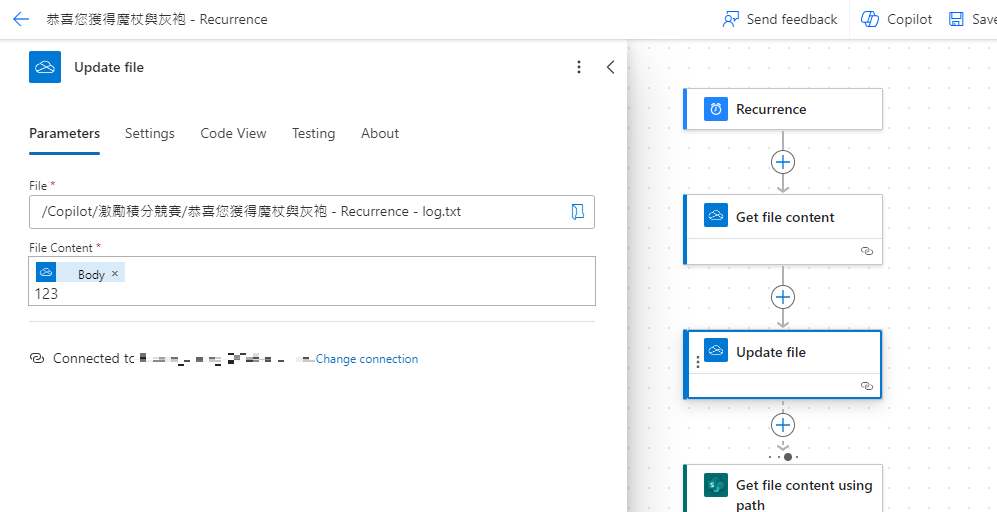 恭喜您獲得魔杖與灰袍 - Recurrence
Send feedback
Copilot
Save
Update file
Parameters
Settings
Code View
Testing
About
File *
/Copilot/激勵積分競賽/恭喜您獲得魔杖與灰袍 - Recurrence - log.txt
File Content *
Body ×
123
Connected to
Change connection
Recurrence
Get file content
Update file
Get file content using
path